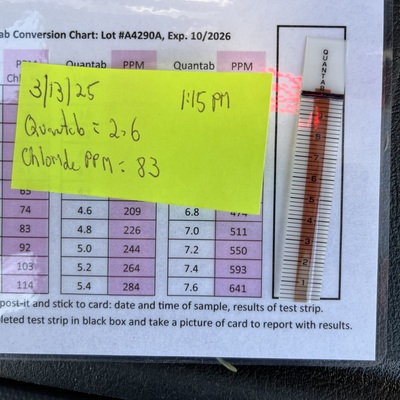 ab Conversion Chart: Lot #A4290A, Exp. 10/2026
PPM Quantab PPM Quantab PPM
3/13/25 1:15 PM
Quantab = 2.6
Chloride PPM = 83
65
74 4.6 209 6.8 474
83 4.8 226 7.0 511
92 5.0 244 7.2 550
103 5.2 264 7.4 593
114 5.4 284 7.6 641
post-it and stick to card: date and time of sample, results of test strip.
leted test strip in black box and take a picture of card to report with results.
QUANTAB